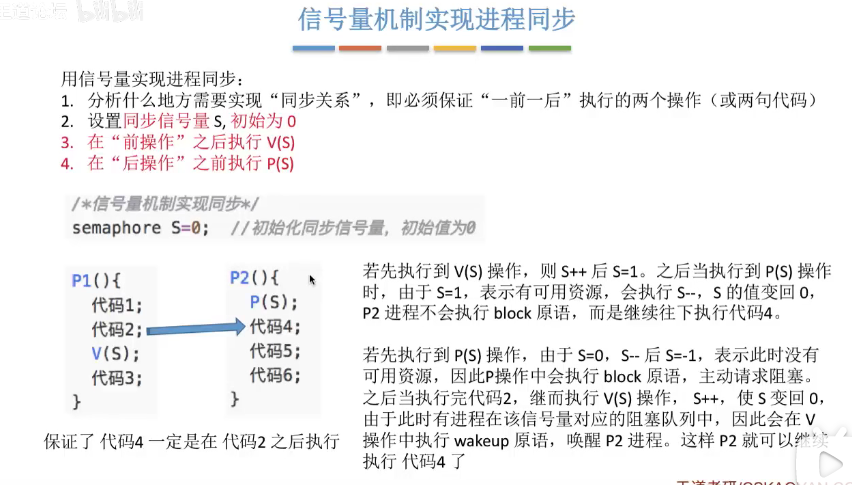 信号量机制实现进程同步
用信号量实现进程同步：
1. 分析什么地方需要实现“同步关系”，即必须保证“一前一后”执行的两个操作（或两句代码）
2. 设置同步信号量 S, 初始为 0
3. 在“前操作”之后执行 V(S)
4. 在“后操作”之前执行 P(S)
/*信号量机制实现同步*/
semaphore S=0; //初始化同步信号量，初始值为0
P1(){
代码1;
代码2;
V(S);
代码3;
}
P2(){
P(S);
代码4;
代码5;
代码6;
}
保证了 代码4 一定是在 代码2 之后执行
若先执行到 V(S) 操作，则 S++ 后 S=1。之后当执行到 P(S) 操作
时，由于 S=1，表示有可用资源，会执行 S--，S 的值变回 0，
P2 进程不会执行 block 原语，而是继续往下执行代码4。
若先执行到 P(S) 操作，由于 S=0，S-- 后 S=-1，表示此时没有
可用资源，因此P操作中会执行 block 原语，主动请求阻塞。
之后当执行完代码2，继而执行 V(S) 操作， S++，使 S 变回 0，
由于此时有进程在该信号量对应的阻塞队列中，因此会在 V
操作中执行 wakeup 原语，唤醒 P2 进程。这样 P2 就可以继续
执行 代码4 了